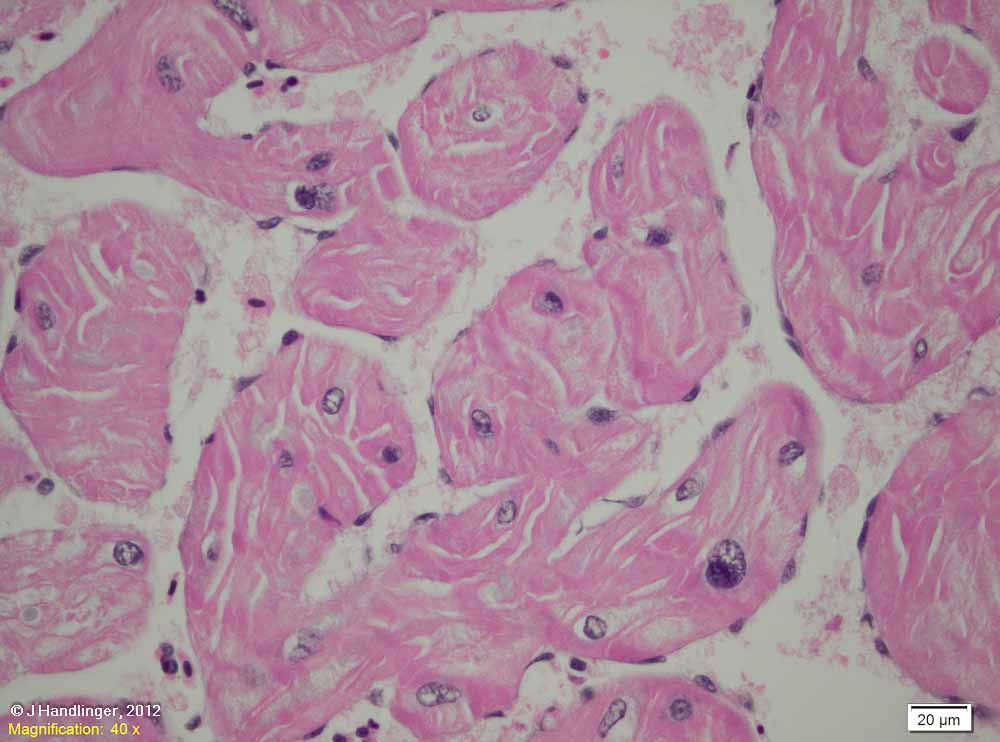 © J Handlinger, 2012
Magnification: 40 x
20 µm